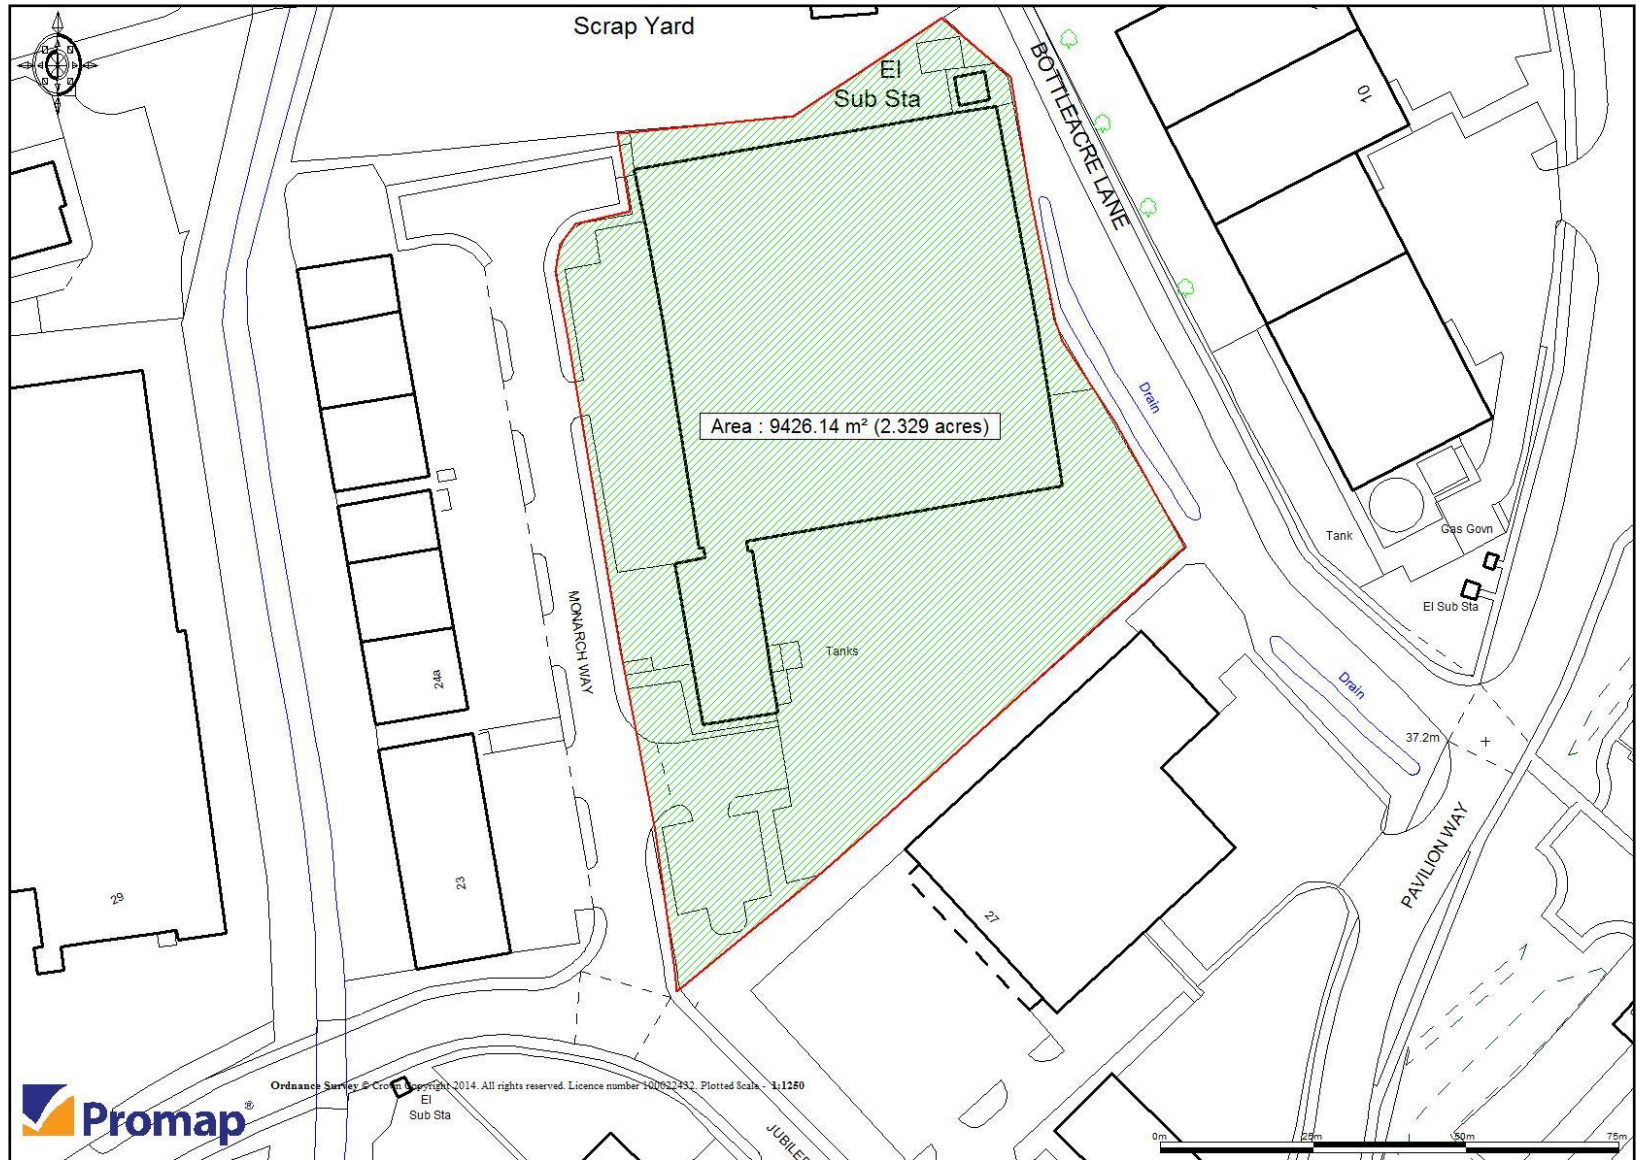 Scrap Yard
El
Sub Sta
BOTTLEACRE LANE
10
Drain
Area : 9426.14 m² (2.329 acres)
Tank
Gas Govn
El Sub Sta
MONARCH WAY
Tanks
24a
Drain
37.2m
PAVILION WAY
23
29
27
Ordnance Survey © Crown Copyright 2014. All rights reserved. Licence number 100022432. Plotted Scale - 1:1250
El
Sub Sta
Promap®
JUBILEE
0m 25m 50m 75m